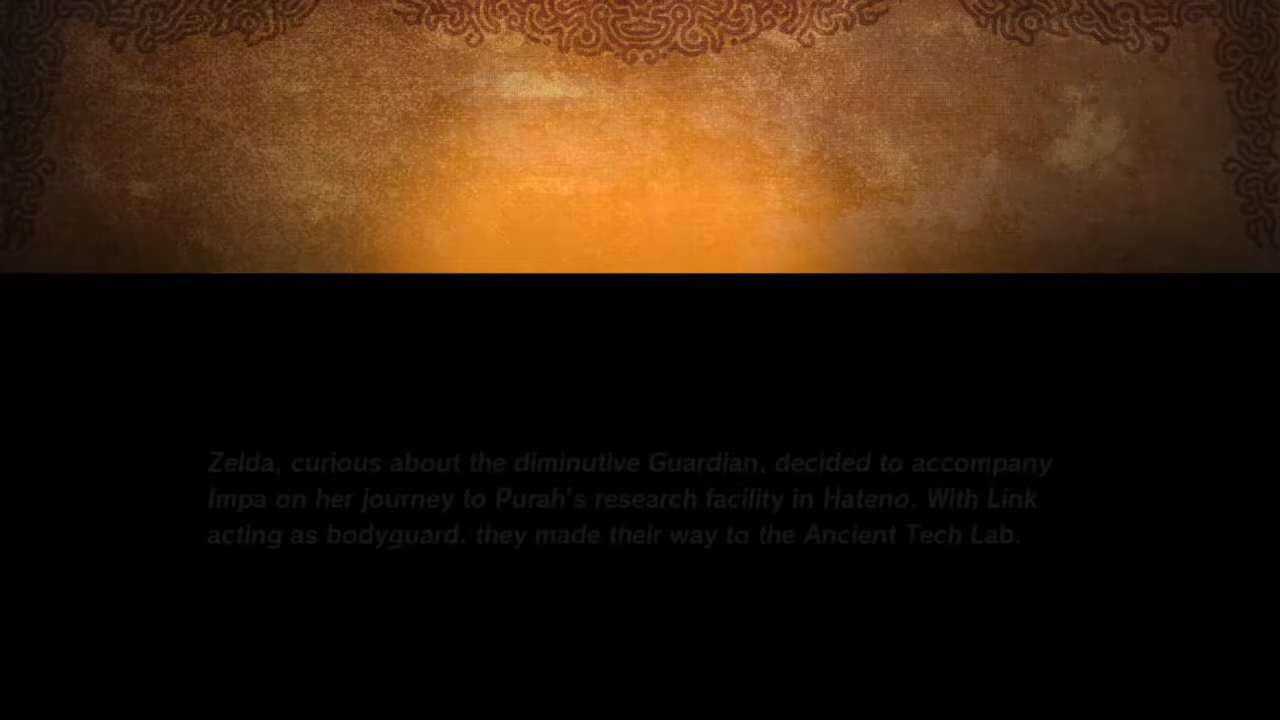 Zelda, curious about the diminutive Guardian, decided to accompany
Impa on her journey to Purah's research facility in Hateno. With Link
acting as bodyguard, they made their way to the Ancient Tech Lab.